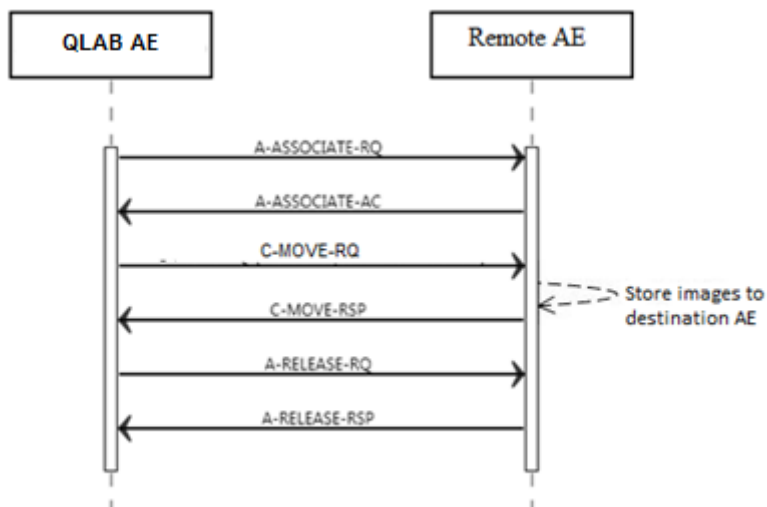 QLAB AE
Remote AE
A-ASSOCIATE-RQ
A-ASSOCIATE-AC
C-MOVE-RQ
Store images to
destination AE
C-MOVE-RSP
A-RELEASE-RQ
A-RELEASE-RSP